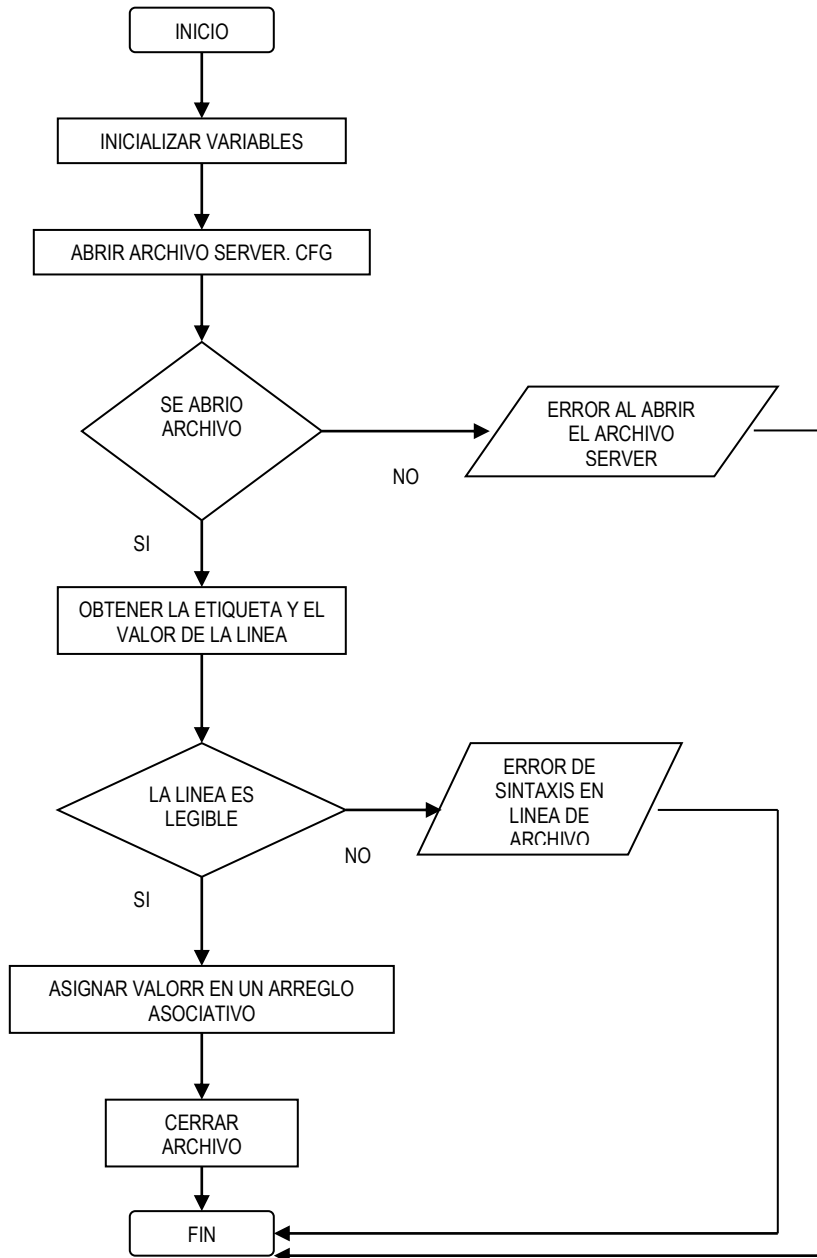 INICIO
INICIALIZAR VARIABLES
ABRIR ARCHIVO SERVER. CFG
SE ABRIO
ARCHIVO
ERROR AL ABRIR
EL ARCHIVO
SERVER
NO
SI
OBTENER LA ETIQUETA Y EL
VALOR DE LA LINEA
LA LINEA ES
LEGIBLE
ERROR DE
SINTAXIS EN
LINEA DE
ARCHIVO
NO
SI
ASIGNAR VALORR EN UN ARREGLO
ASOCIATIVO
CERRAR
ARCHIVO
FIN